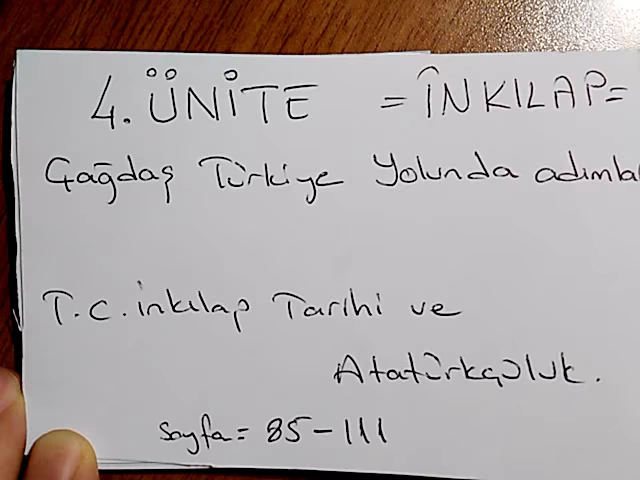 4. ÜNİTE = İNKILAP=
Çağdaş Türkiye Yolunda adımla
T.C. inkılap Tarihi ve
Atatürkçülük.
Sayfa= 85-111